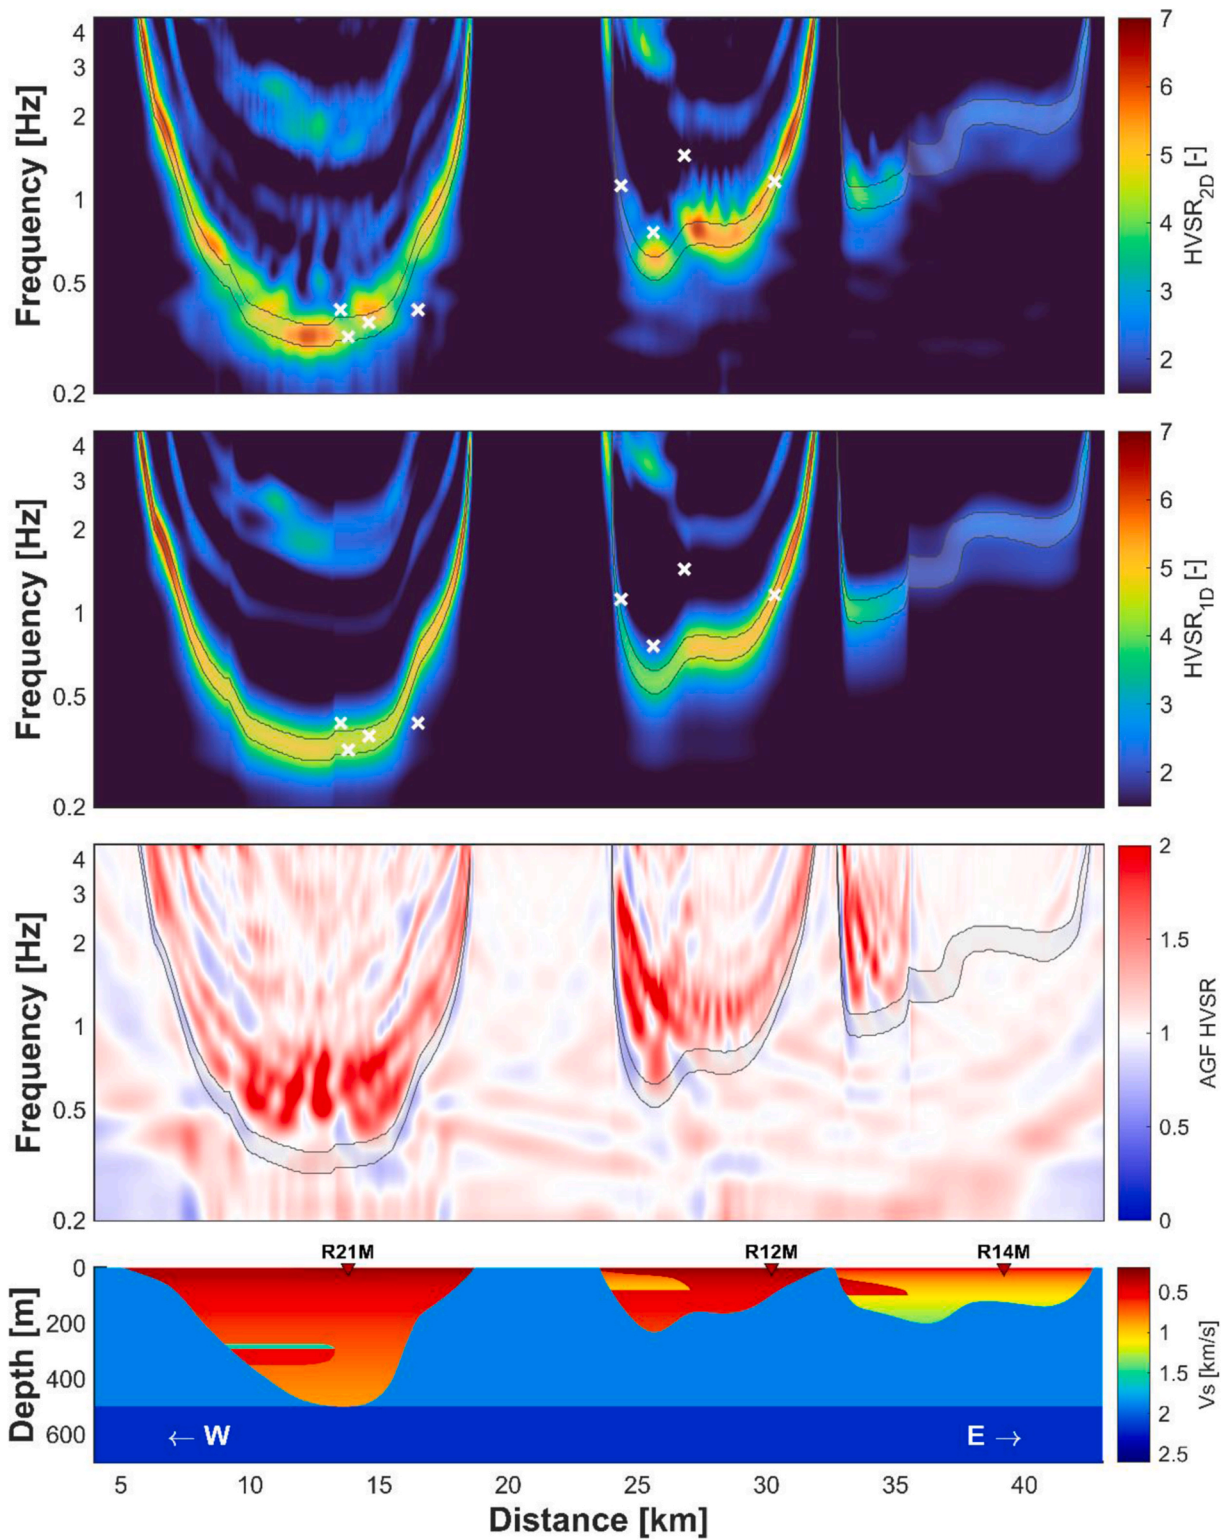 4
3
2
1
0.5
0.2
Frequency [Hz]
7
6
5
4
3
2
HVSR2D [-]
4
3
2
1
0.5
0.2
Frequency [Hz]
7
6
5
4
3
2
HVSR1D [-]
4
3
2
1
0.5
0.2
Frequency [Hz]
2
1.5
1
0.5
0
AGF HVSR
R21M
R12M
R14M
0
200
400
600
Depth [m]
← W
E →
0.5
1
1.5
2
2.5
Vs [km/s]
5 10 15 20 25 30 35 40
Distance [km]